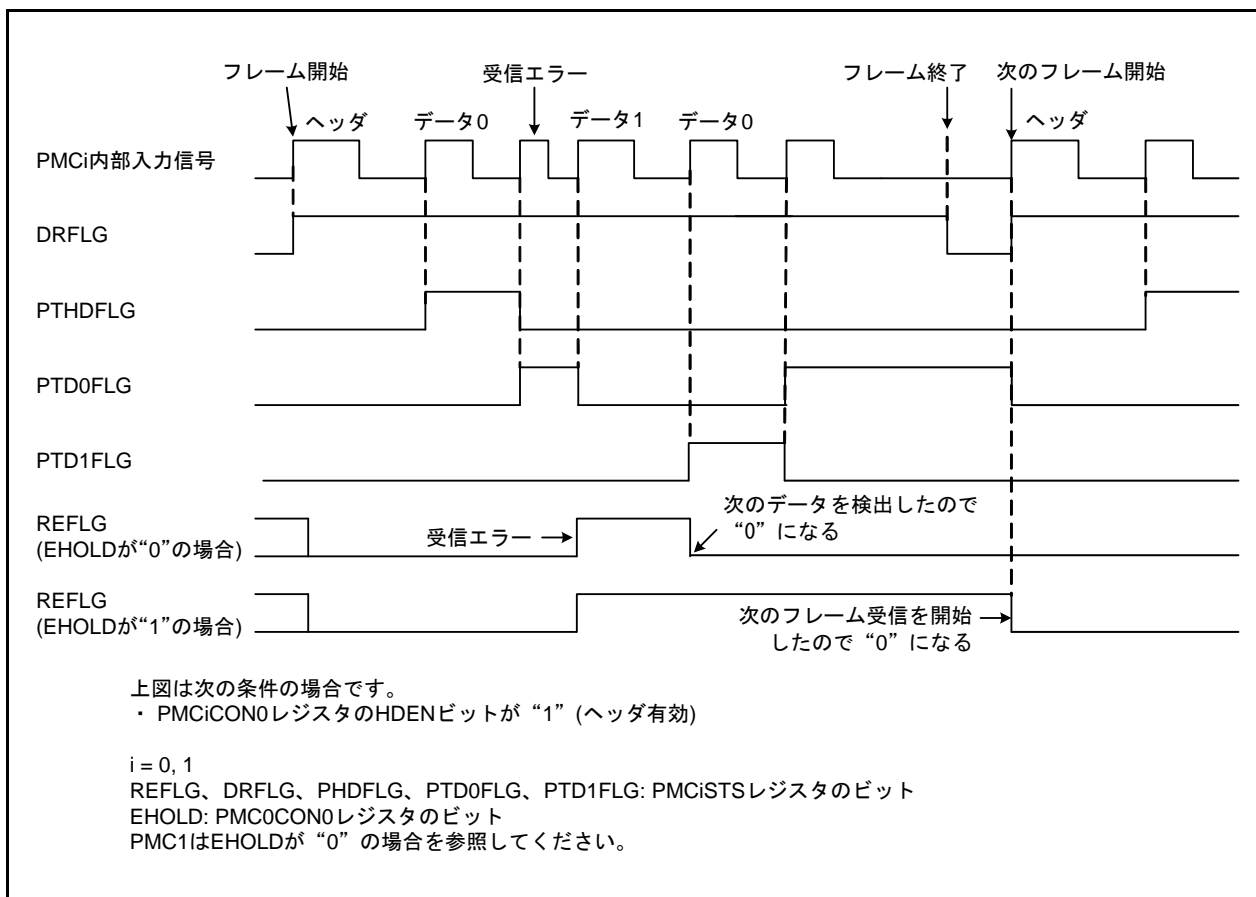 フレーム開始
受信エラー
フレーム終了
次のフレーム開始
ヘッダ
データ0
データ1
データ0
ヘッダ
PMCi内部入力信号
DRFLG
PTHDFLG
PTD0FLG
PTD1FLG
REFLG
(EHOLDが“0”の場合)
受信エラー
次のデータを検出したので
“0”になる
REFLG
(EHOLDが“1”の場合)
次のフレーム受信を開始
したので“0”になる
上図は次の条件の場合です。
・ PMCiCON0レジスタのHDENビットが“1”(ヘッダ有効)
i = 0, 1
REFLG、DRFLG、PHDFLG、PTD0FLG、PTD1FLG: PMCiSTSレジスタのビット
EHOLD: PMC0CON0レジスタのビット
PMC1はEHOLDが“0”の場合を参照してください。